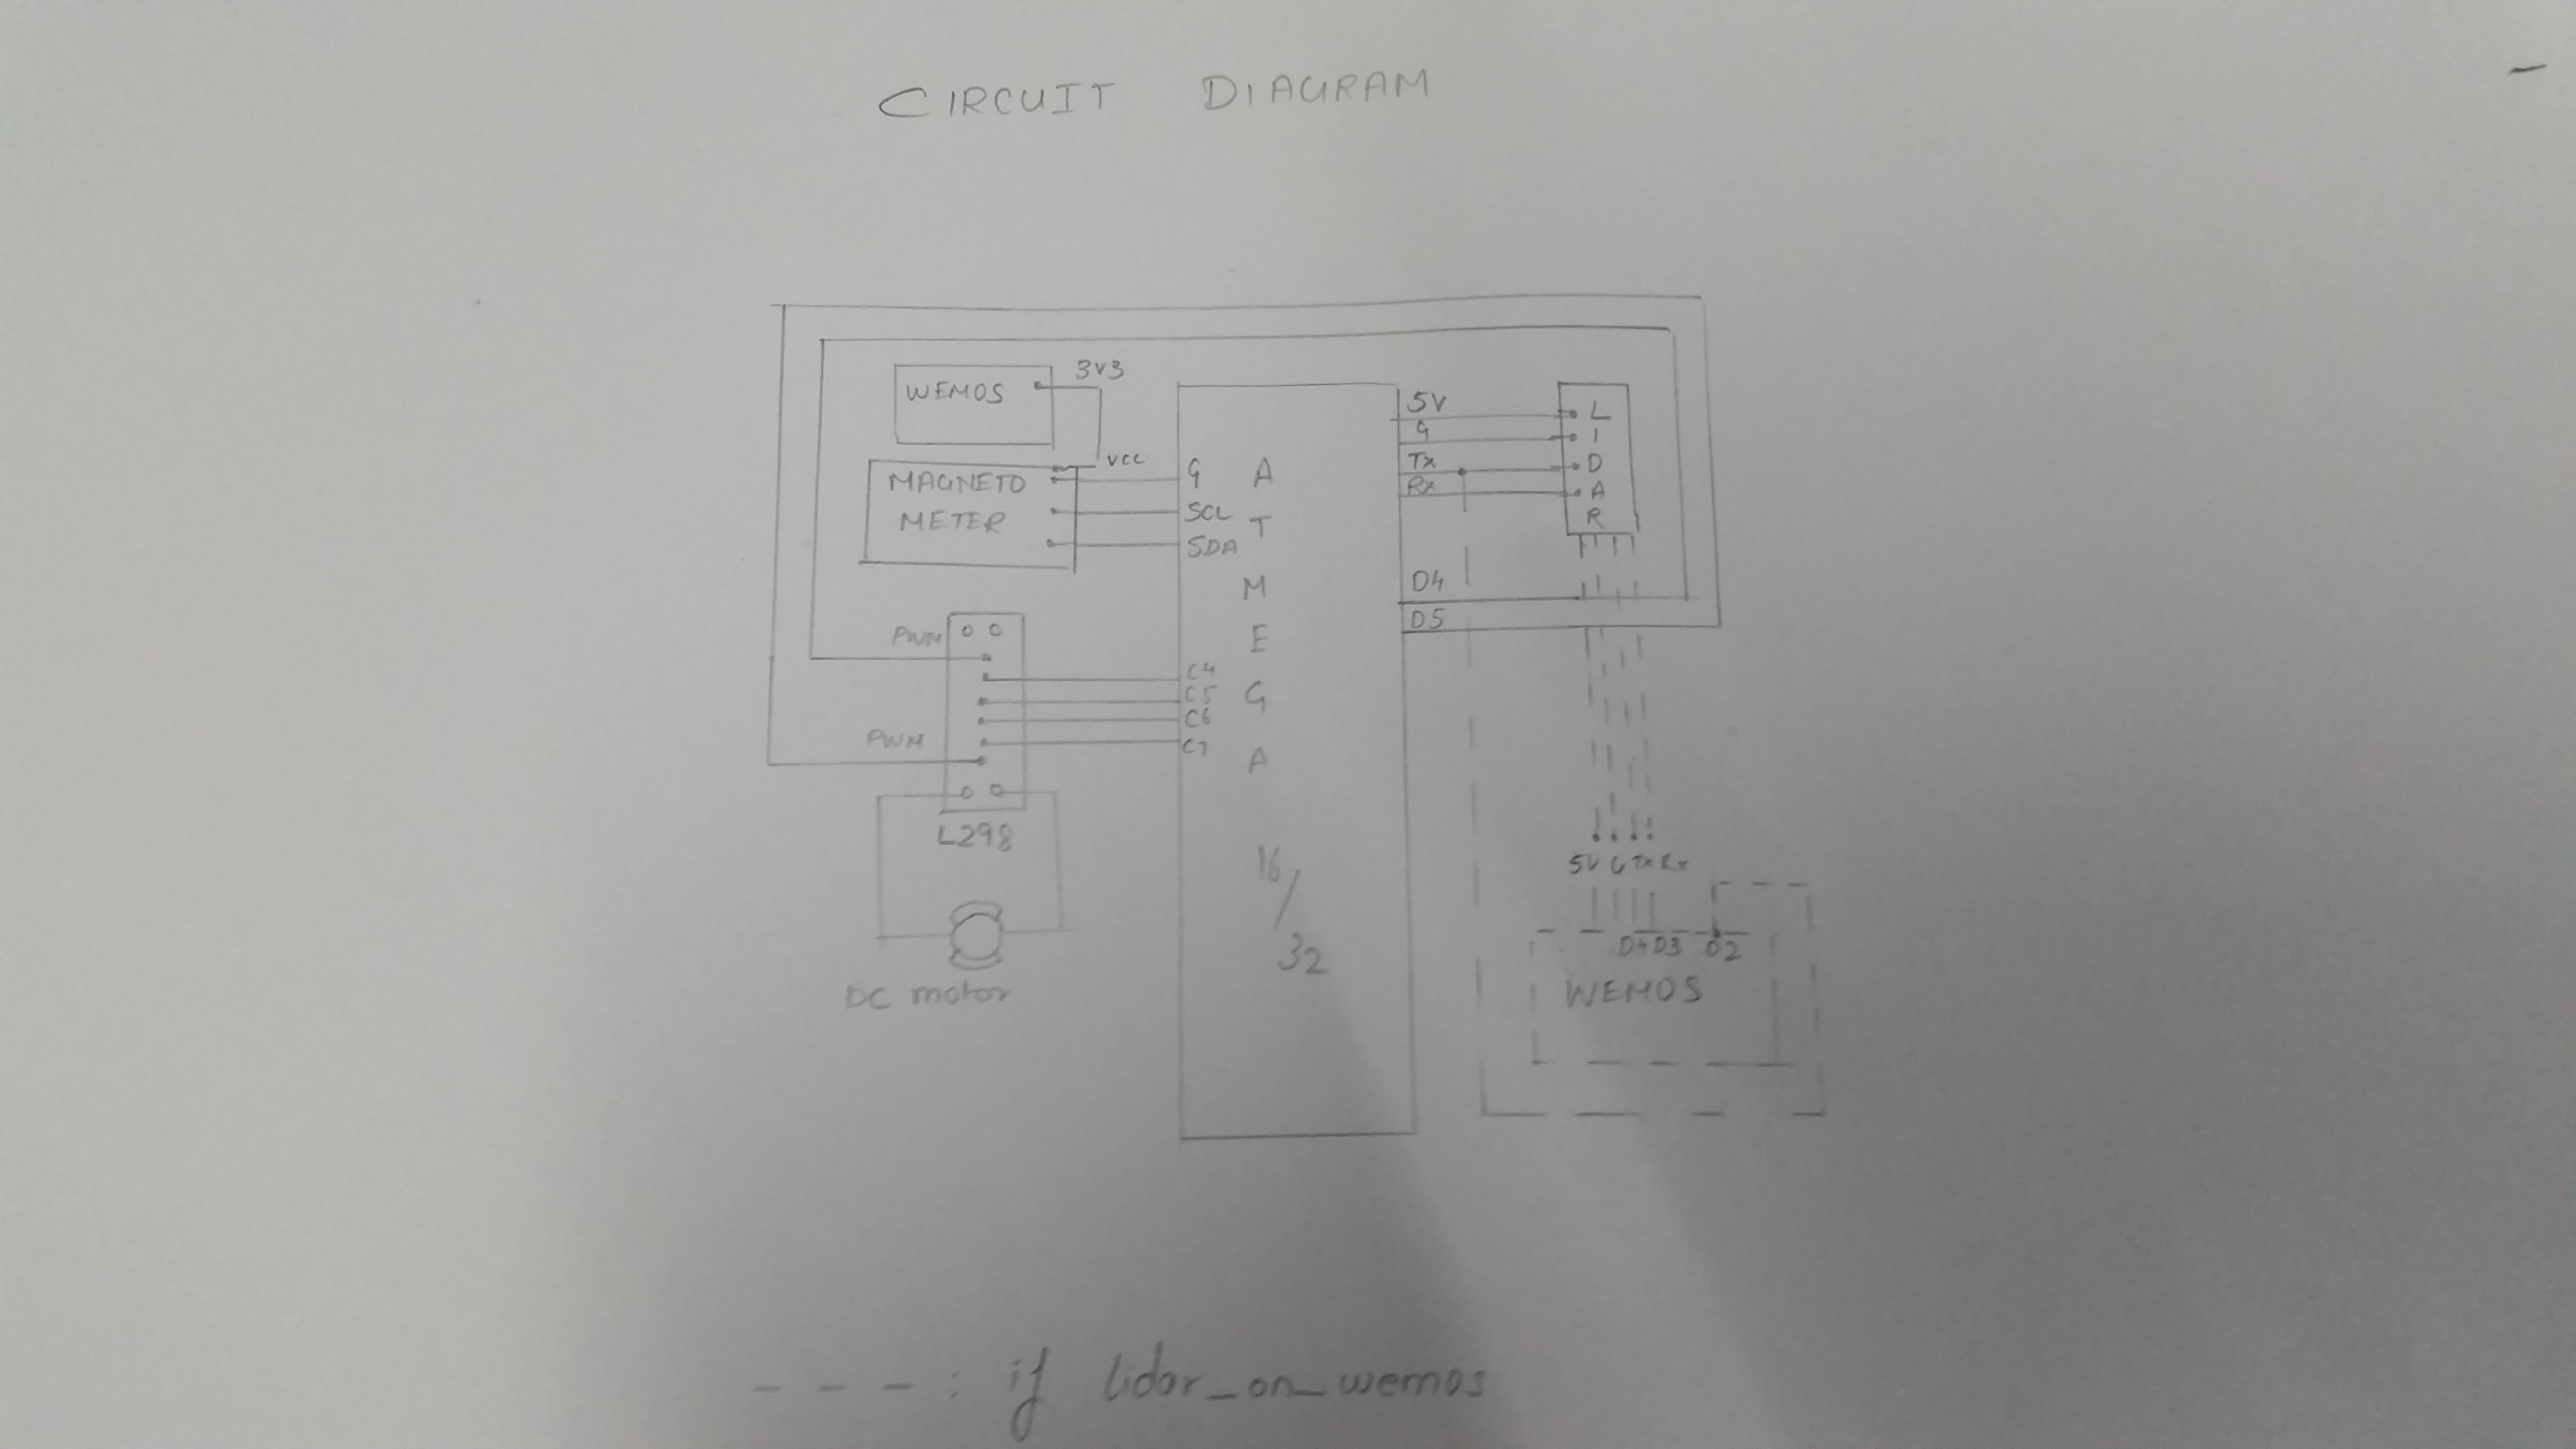 CIRCUIT DIAGRAM
WEMOS
3V3
VCC
MAGNETO
METER
G
SCL
SDA
PWM
PWM
C4
C5
C6
C7
L298
DC motor
ATMEGA
16/32
5V
G
Tx
Rx
D4
D5
LIDAR
5V G Tx Rx
D4 D3 D2
WEMOS
- - - : if lidar_on_wemos